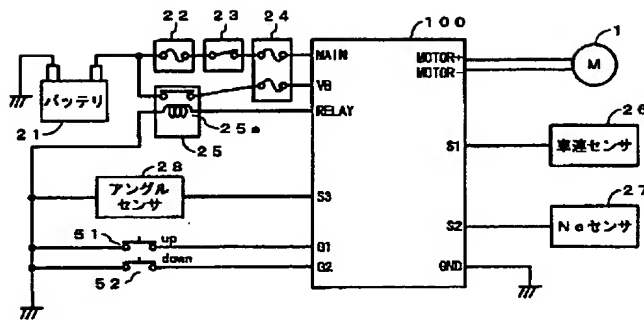 22 23 24 100 1
MAIN MOTOR+
MOTOR- M
VB
バッテリ RELAY
21 25a 26
25 S1 車速センサ
28
アングル
センサ S3 27
S2 Neセンサ
51 up G1
down G2 GND
52